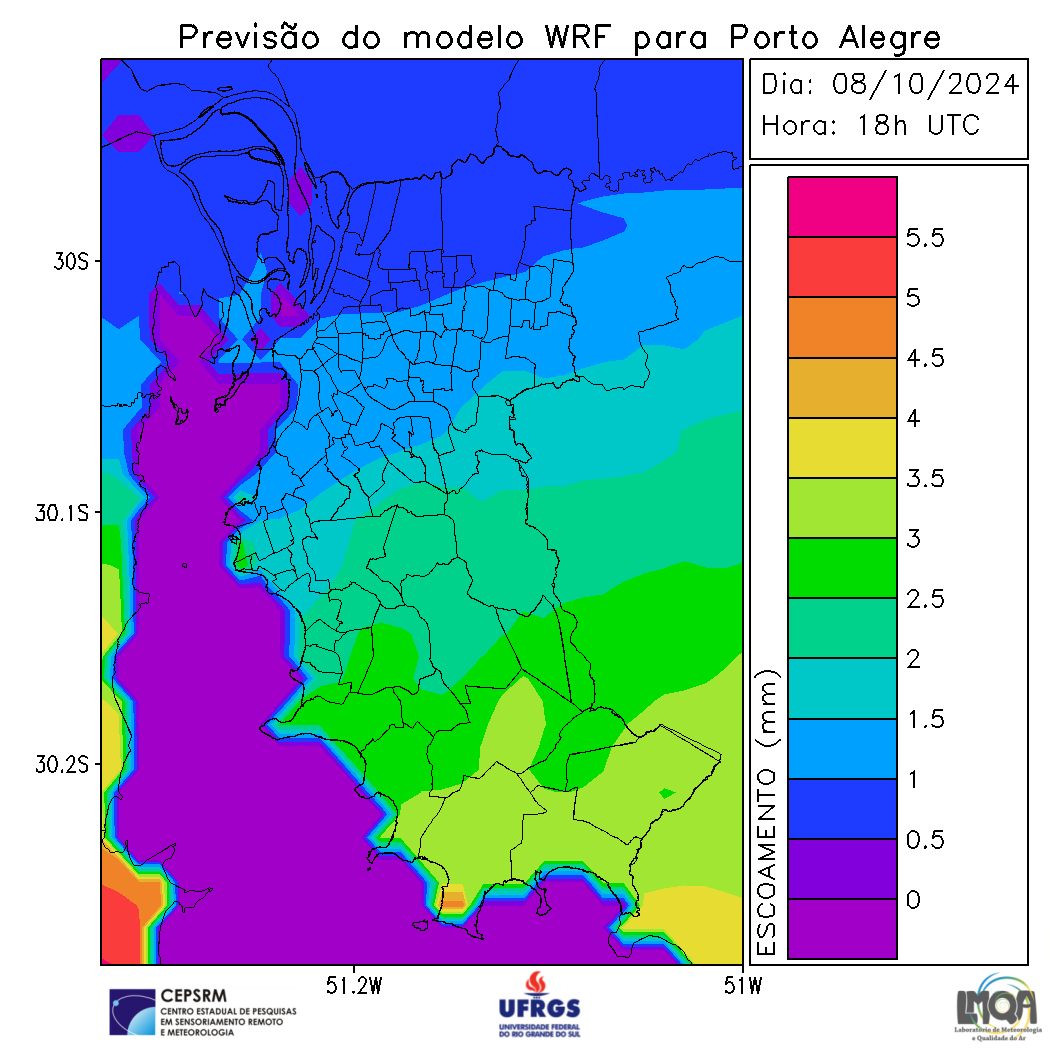 Previsão do modelo WRF para Porto Alegre
Dia: 08/10/2024
Hora: 18h UTC
30S
30.1S
30.2S
51.2W
51W
ESCOAMENTO (mm)
5.5
5
4.5
4
3.5
3
2.5
2
1.5
1
0.5
0
CEPSRM
CENTRO ESTADUAL DE PESQUISAS
EM SENSORIAMENTO REMOTO
E METEOROLOGIA
UFRGS
UNIVERSIDADE FEDERAL
DO RIO GRANDE DO SUL
LMQA
Laboratório de Meteorologia
e Qualidade do Ar